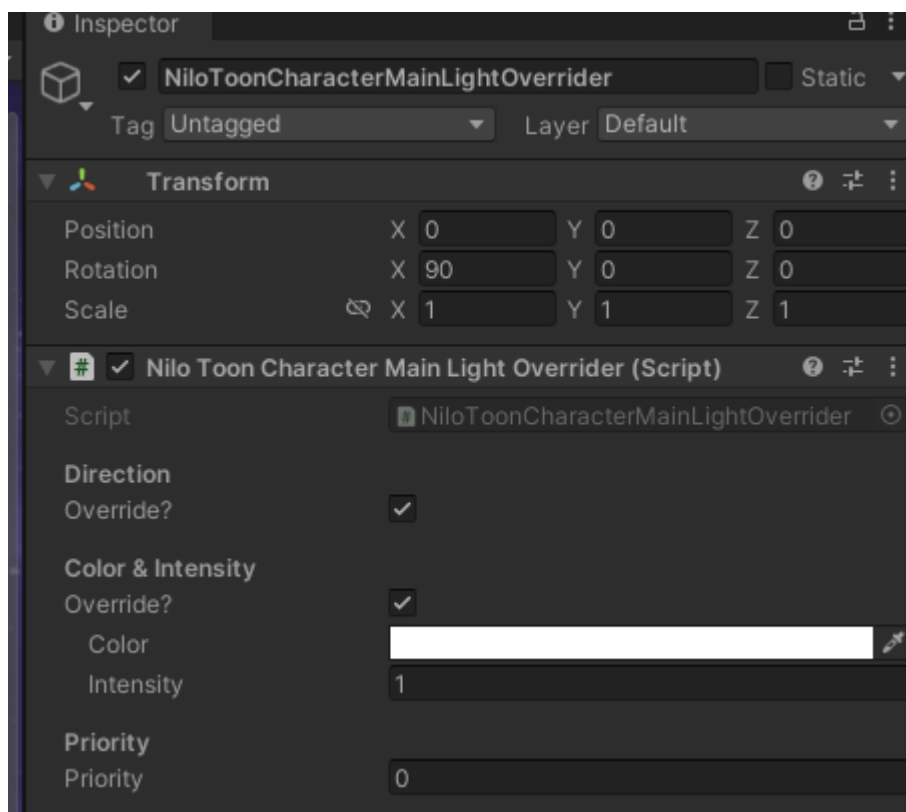 Inspector
NiloToonCharacterMainLightOverrider Static
Tag Untagged Layer Default
Transform
Position X 0 Y 0 Z 0
Rotation X 90 Y 0 Z 0
Scale X 1 Y 1 Z 1
# Nilo Toon Character Main Light Overrider (Script)
Script # NiloToonCharacterMainLightOverrider
Direction
Override?
Color & Intensity
Override?
Color
Intensity 1
Priority
Priority 0